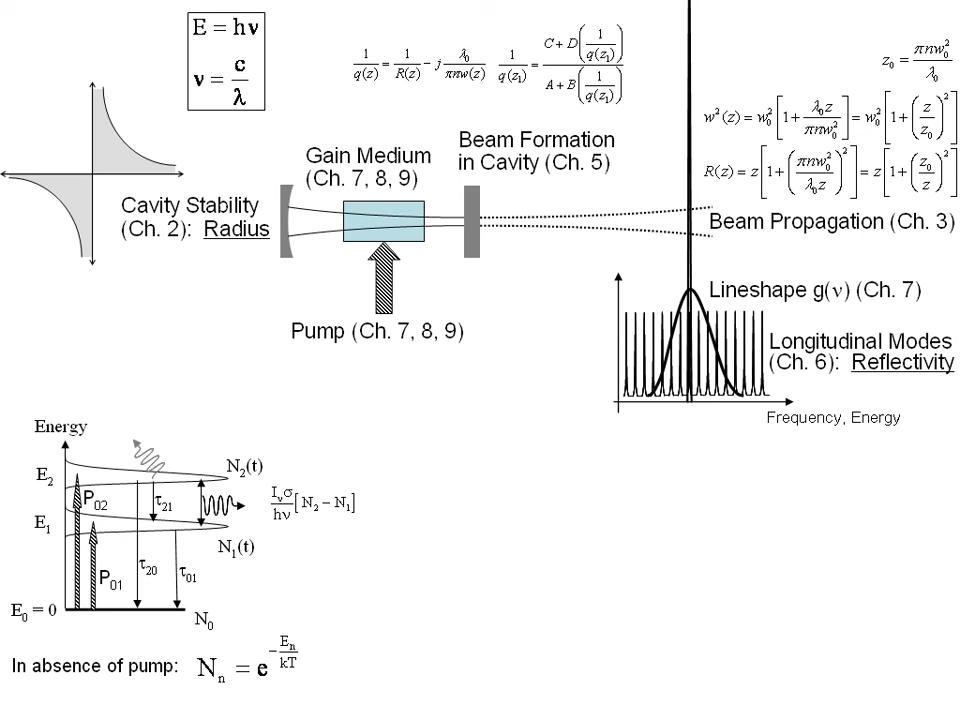 E = hν
ν = c/λ
1/q(z) = 1/R(z) − j λ₀/πnw(z)
1/q(z₁) = (C + D(1/q(z₁)))/(A + B(1/q(z₁)))
z₀ = πnw₀²/λ₀
w²(z) = w₀²[1 + λ₀z/πnw₀²] = w₀²[1 + (z/z₀)²]
R(z) = z[1 + (πnw₀²/λ₀z)²] = z[1 + (z₀/z)²]
Cavity Stability
(Ch. 2): Radius
Gain Medium
(Ch. 7, 8, 9)
Beam Formation
in Cavity (Ch. 5)
Beam Propagation (Ch. 3)
Pump (Ch. 7, 8, 9)
Lineshape g(ν) (Ch. 7)
Longitudinal Modes
(Ch. 6): Reflectivity
Frequency, Energy
Energy
E₂
N₂(t)
P₀₂
τ₂₁
I_νσ/hν [N₂ − N₁]
E₁
N₁(t)
P₀₁
τ₂₀
τ₀₁
E₀ = 0
N₀
In absence of pump: Nₙ = e^(−Eₙ/kT)